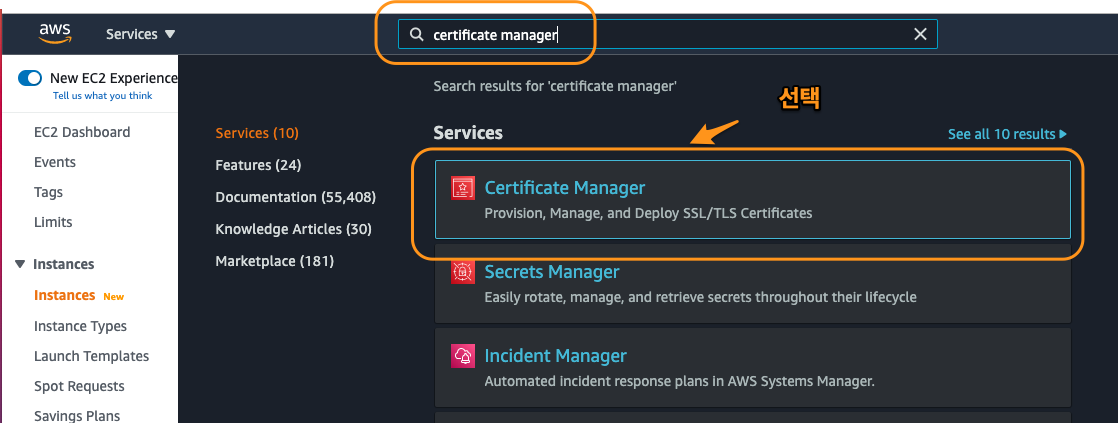 aws
Services ▼
certificate manager
New EC2 Experience
Tell us what you think
EC2 Dashboard
Events
Tags
Limits
Instances
Instances New
Instance Types
Launch Templates
Spot Requests
Savings Plans
Search results for 'certificate manager'
선택
Services (10)
Features (24)
Documentation (55,408)
Knowledge Articles (30)
Marketplace (181)
Services
See all 10 results ▶
Certificate Manager
Provision, Manage, and Deploy SSL/TLS Certificates
Secrets Manager
Easily rotate, manage, and retrieve secrets throughout their lifecycle
Incident Manager
Automated incident response plans in AWS Systems Manager.